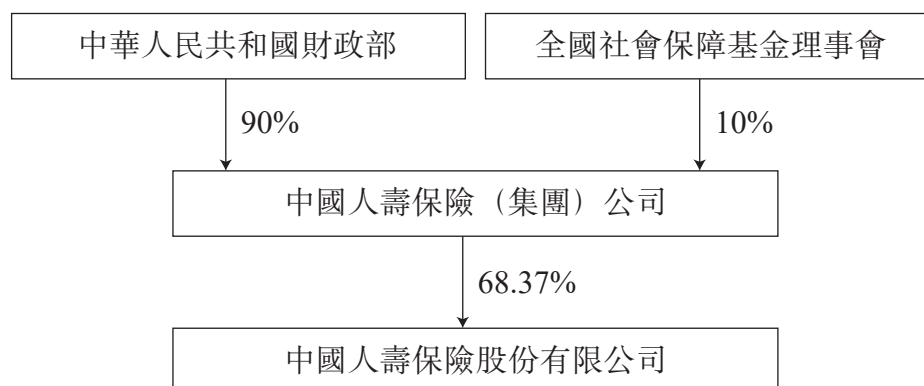 中華人民共和國財政部
全國社會保障基金理事會
90%
10%
中國人壽保險（集團）公司
68.37%
中國人壽保險股份有限公司